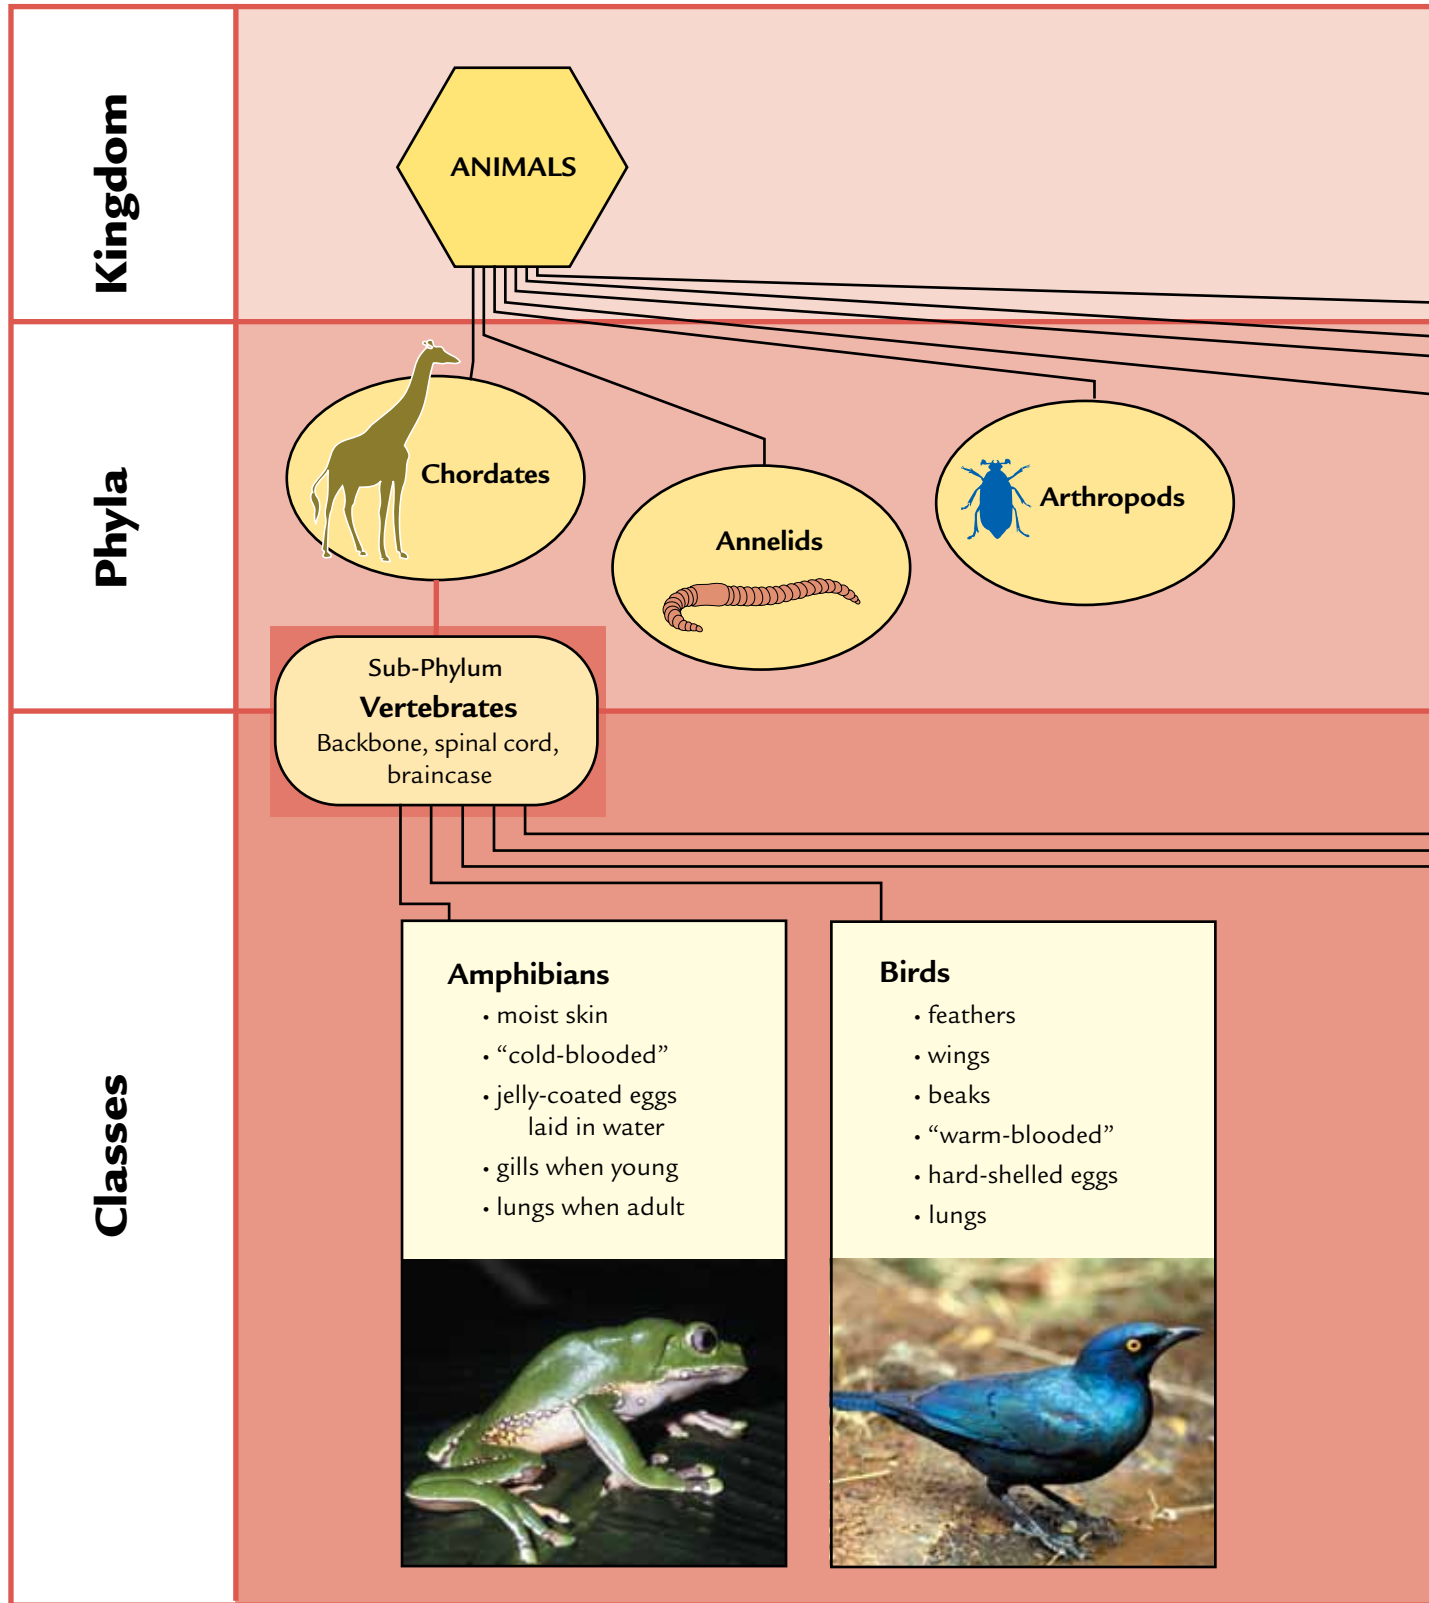 Kingdom
ANIMALS
Phyla
Chordates
Annelids
Arthropods
Sub-Phylum
Vertebrates
Backbone, spinal cord,
braincase
Classes
Amphibians
• moist skin
• “cold-blooded”
• jelly-coated eggs
laid in water
• gills when young
• lungs when adult
Birds
• feathers
• wings
• beaks
• “warm-blooded”
• hard-shelled eggs
• lungs